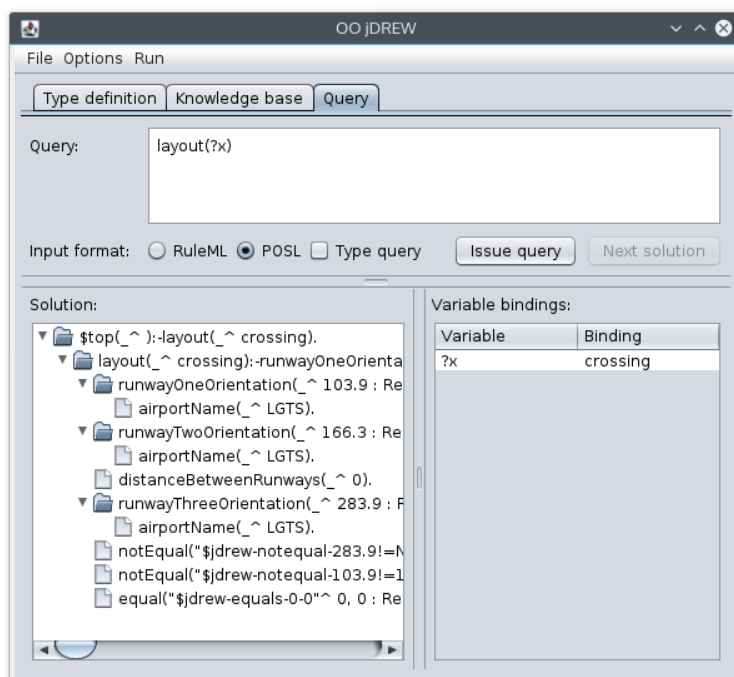 OO jDREW
File Options Run
Type definition Knowledge base Query
Query: layout(?x)
Input format: RuleML POSL Type query Issue query Next solution
Solution:
$top(_^ ):-layout(_^ crossing).
layout(_^ crossing):-runwayOneOrienta
runwayOneOrientation(_^ 103.9 : Re
airportName(_^ LGTS).
runwayTwoOrientation(_^ 166.3 : Re
airportName(_^ LGTS).
distanceBetweenRunways(_^ 0).
runwayThreeOrientation(_^ 283.9 : R
airportName(_^ LGTS).
notEqual("$jdrew-notequal-283.9!=N
notEqual("$jdrew-notequal-103.9!=1
equal("$jdrew-equals-0-0"^ 0, 0 : Re
Variable bindings:
Variable Binding
?x crossing